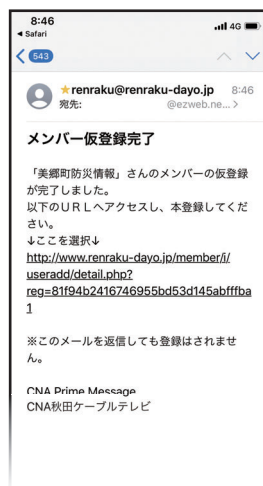 8:46
4G
◀ Safari
543
★renraku@renraku-dayo.jp 8:46
宛先: @ezweb.ne... >
メンバー仮登録完了
「美郷町防災情報」さんのメンバーの仮登録
が完了しました。
以下のURLへアクセスし、本登録してくだ
さい。
↓ここを選択↓
http://www.renraku-dayo.jp/member/i/
useradd/detail.php?
reg=81f94b2416746955bd53d145abfffba
1
※このメールを返信しても登録はされませ
ん。
CNA Prime Message
CNA秋田ケーブルテレビ